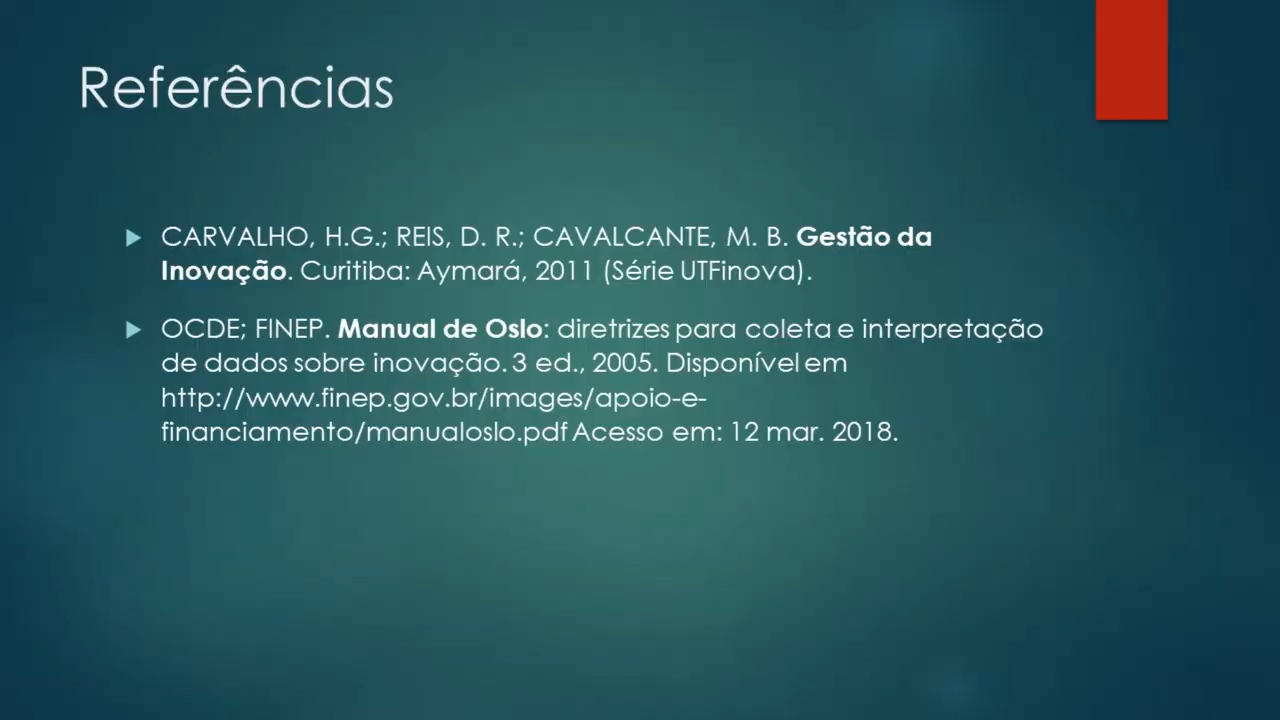 Referências
CARVALHO, H.G.; REIS, D. R.; CAVALCANTE, M. B. Gestão da
Inovação. Curitiba: Aymará, 2011 (Série UTFinova).
OCDE; FINEP. Manual de Oslo: diretrizes para coleta e interpretação
de dados sobre inovação. 3 ed., 2005. Disponível em
http://www.finep.gov.br/images/apoio-e-
financiamento/manualoslo.pdf Acesso em: 12 mar. 2018.